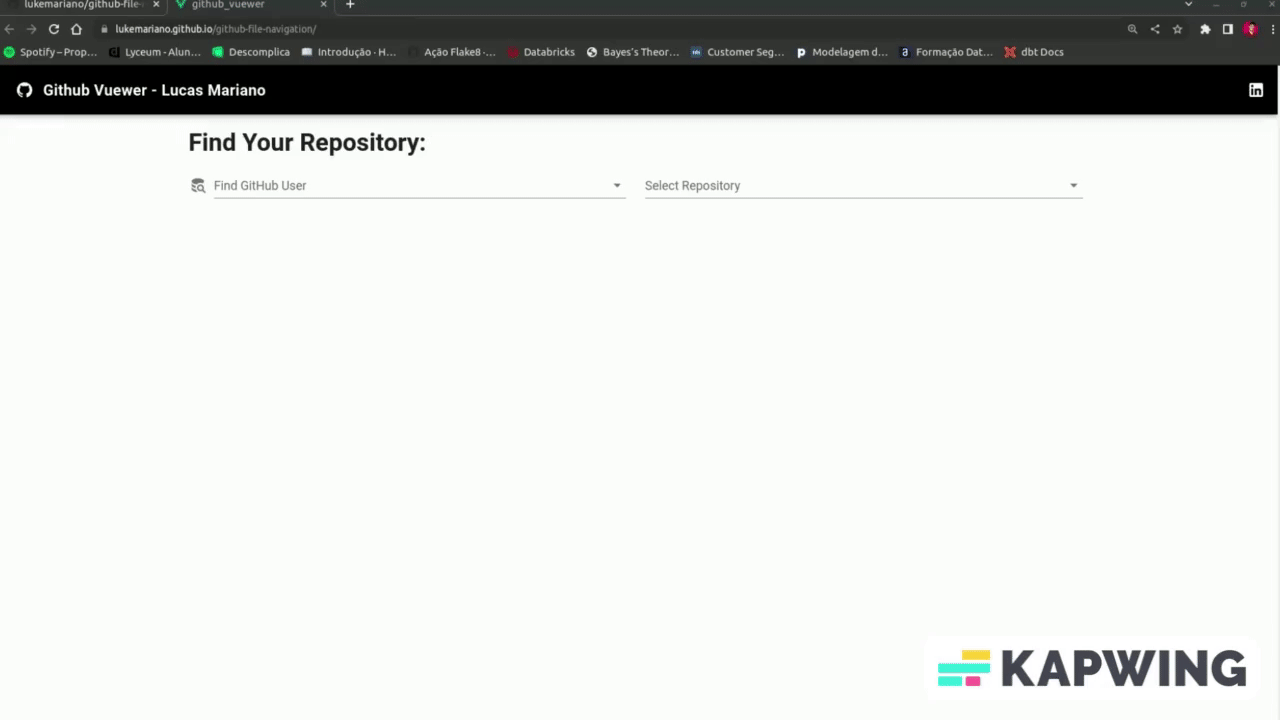 lukemariano/github-file-
github_vuewer
lukemariano.github.io/github-file-navigation/
Spotify – Prop... Lyceum - Alun... Descomplica Introdução · H... Ação Flake8 ·... Databricks Bayes's Theor... Customer Seg... Modelagem d... Formação Dat... dbt Docs
Github Vuewer - Lucas Mariano
Find Your Repository:
Find GitHub User
Select Repository
KAPWING